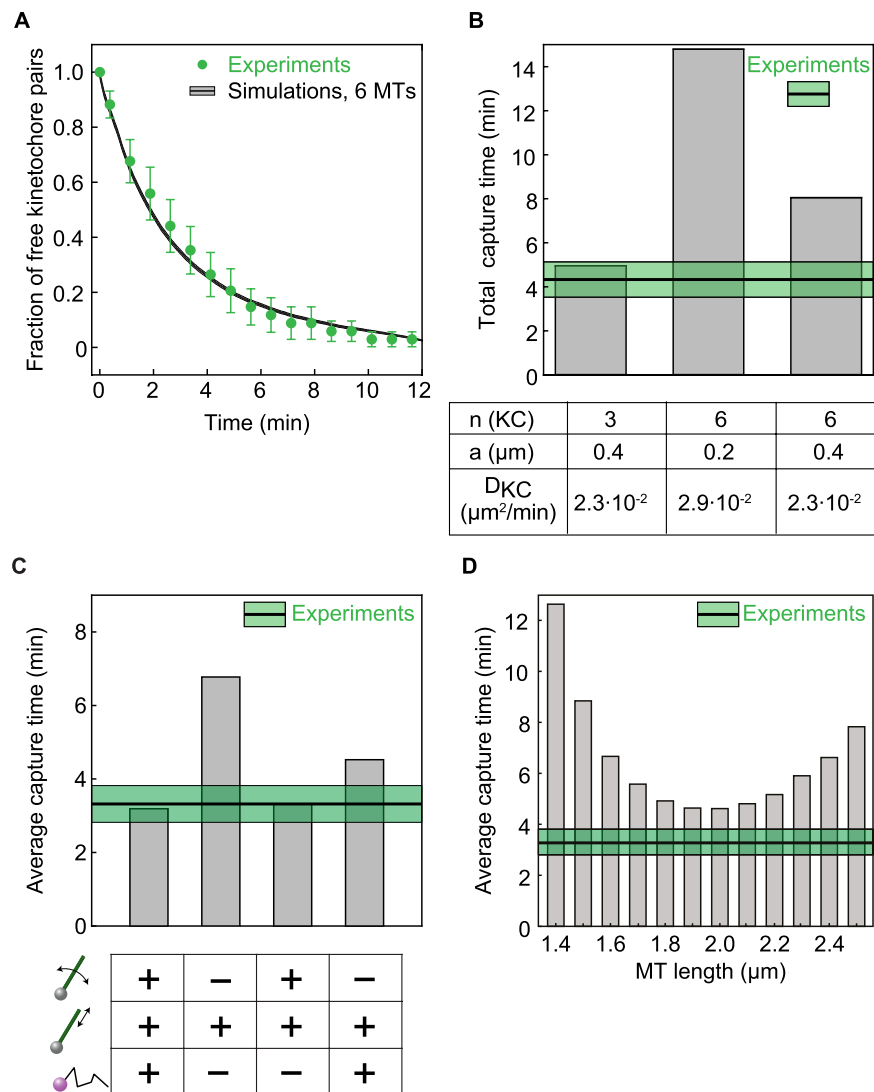 A
Fraction of free kinetochore pairs
1.0
0.8
0.6
0.4
0.2
0
Experiments
Simulations, 6 MTs
0 2 4 6 8 10 12
Time (min)
B
Total capture time (min)
14
12
10
8
6
4
2
0
Experiments
n (KC) 3 6 6
a (μm) 0.4 0.2 0.4
DKC (μm²/min) 2.3·10⁻² 2.9·10⁻² 2.3·10⁻²
C
Average capture time (min)
8
6
4
2
0
Experiments
+ – + –
+ + + +
+ – – +
D
Average capture time (min)
12
10
8
6
4
2
0
Experiments
1.4 1.6 1.8 2.0 2.2 2.4
MT length (μm)